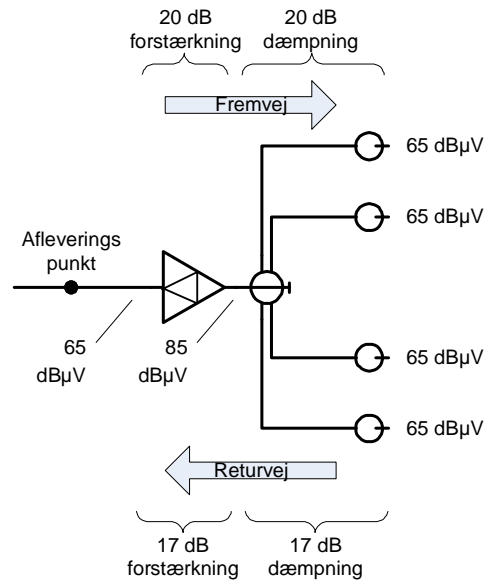 20 dB
forstærkning
20 dB
dæmpning
Fremvej
65 dBµV
65 dBµV
Afleverings
punkt
65
dBµV
85
dBµV
65 dBµV
65 dBµV
Returvej
17 dB
forstærkning
17 dB
dæmpning